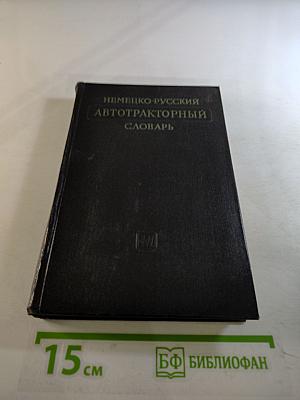 НЕМЕЦКО-РУССКИЙ
АВТОТРАКТОРНЫЙ
СЛОВАРЬ
15 см
БФ БИБЛИОФАН